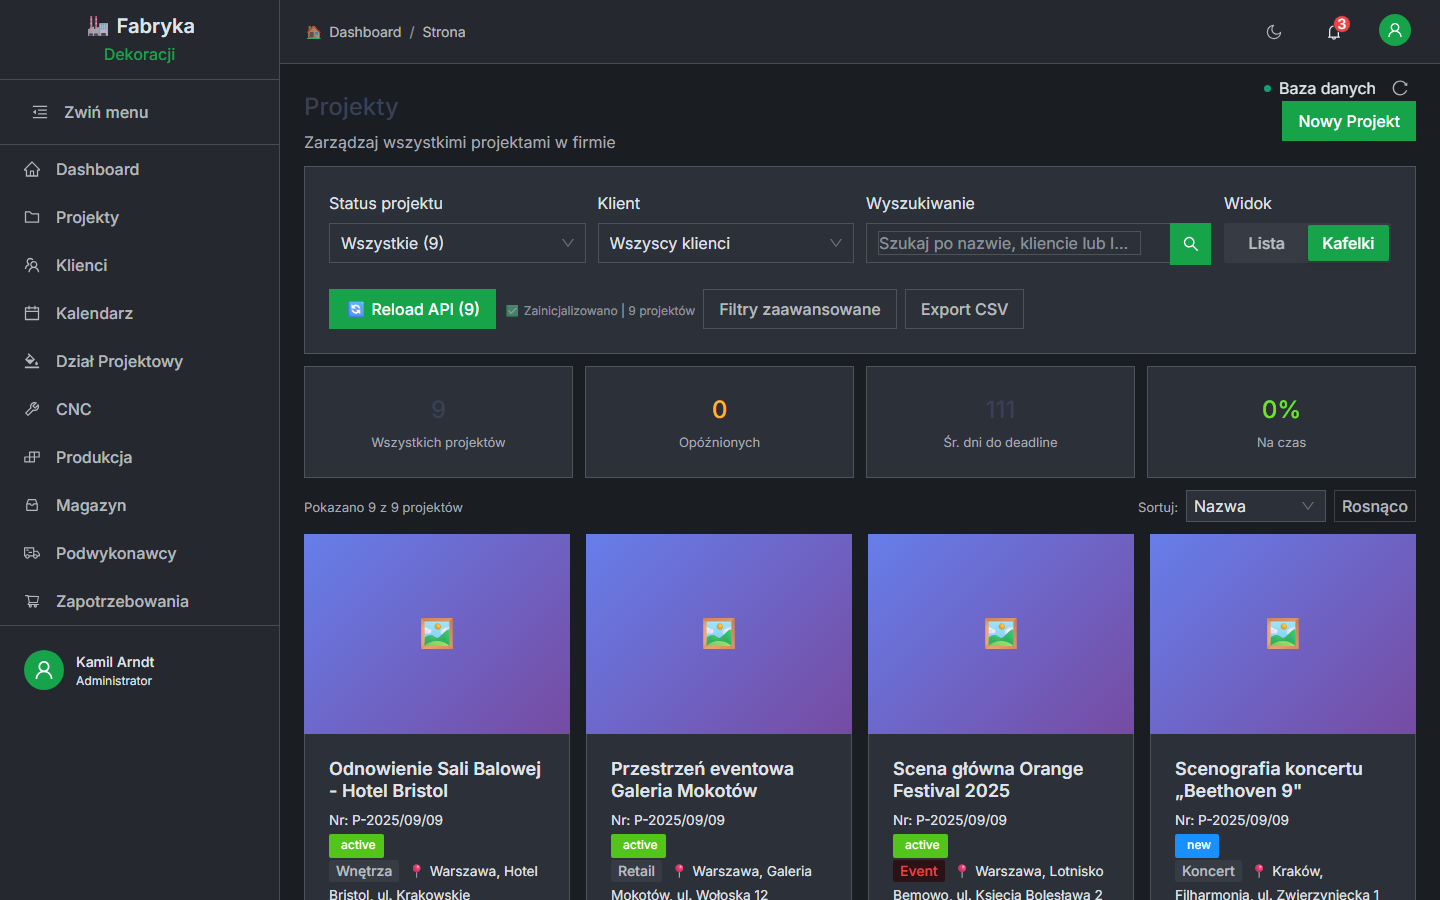 Fabryka
Dekoracji
Zwiń menu
Dashboard
Projekty
Klienci
Kalendarz
Dział Projektowy
CNC
Produkcja
Magazyn
Podwykonawcy
Zapotrzebowania
Kamil Arndt
Administrator
Dashboard / Strona
3
Projekty
Zarządzaj wszystkimi projektami w firmie
Baza danych
Nowy Projekt
Status projektu
Wszystkie (9)
Klient
Wszyscy klienci
Wyszukiwanie
Szukaj po nazwie, kliencie lub l...
Widok
Lista Kafelki
Reload API (9)
Zainicjalizowano | 9 projektów
Filtry zaawansowane
Export CSV
9
Wszystkich projektów
0
Opóźnionych
111
Śr. dni do deadline
0%
Na czas
Pokazano 9 z 9 projektów
Sortuj: Nazwa Rosnąco
Odnowienie Sali Balowej
- Hotel Bristol
Nr: P-2025/09/09
active
Wnętrza Warszawa, Hotel
Bristol, ul. Krakowskie
Przestrzeń eventowa
Galeria Mokotów
Nr: P-2025/09/09
active
Retail Warszawa, Galeria
Mokotów, ul. Wołoska 12
Scena główna Orange
Festival 2025
Nr: P-2025/09/09
active
Event Warszawa, Lotnisko
Bemowo, ul. Księcia Bolesława 2
Scenografia koncertu
„Beethoven 9"
Nr: P-2025/09/09
new
Koncert Kraków,
Filharmonia, ul. Zwierzyniecka 1